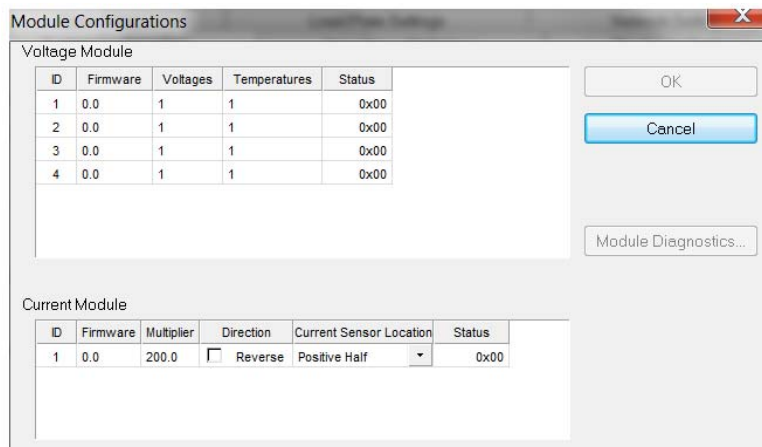 Module Configurations
Voltage Module
ID Firmware Voltages Temperatures Status
1 0.0 1 1 0x00
2 0.0 1 1 0x00
3 0.0 1 1 0x00
4 0.0 1 1 0x00
OK
Cancel
Module Diagnostics...
Current Module
ID Firmware Multiplier Direction Current Sensor Location Status
1 0.0 200.0 Reverse Positive Half 0x00